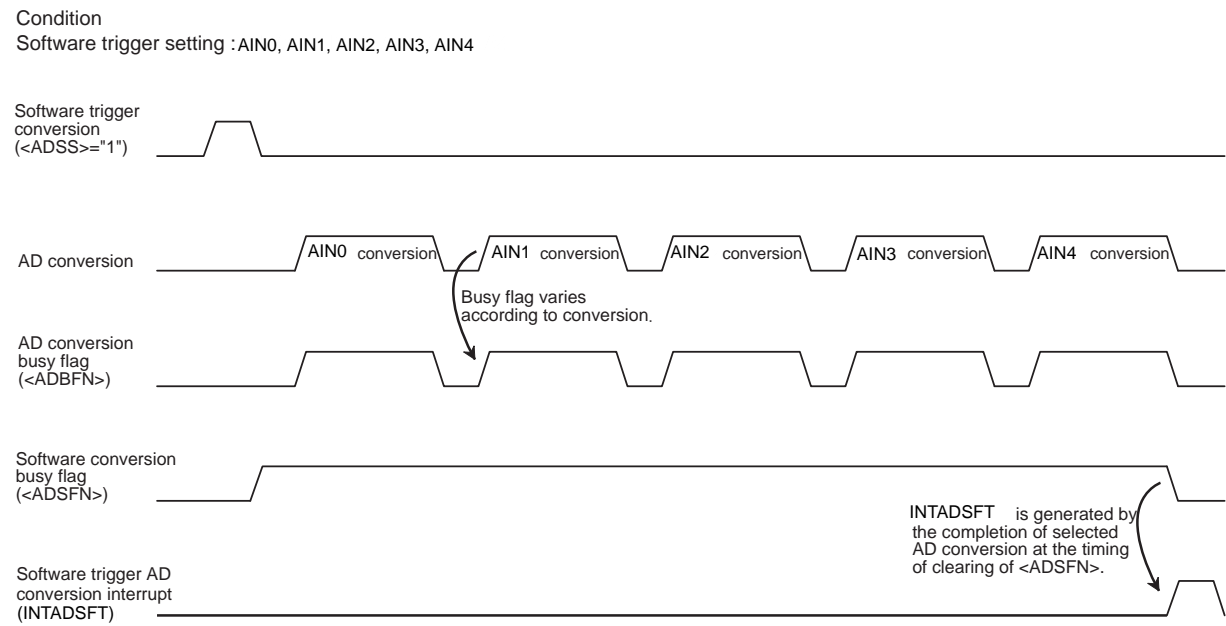 Condition
Software trigger setting : AIN0, AIN1, AIN2, AIN3, AIN4
Software trigger
conversion
(<ADSS>="1")
AD conversion
AIN0 conversion
AIN1 conversion
AIN2 conversion
AIN3 conversion
AIN4 conversion
Busy flag varies
according to conversion.
AD conversion
busy flag
(<ADBFN>)
Software conversion
busy flag
(<ADSFN>)
INTADSFT is generated by
the completion of selected
AD conversion at the timing
of clearing of <ADSFN>.
Software trigger AD
conversion interrupt
(INTADSFT)